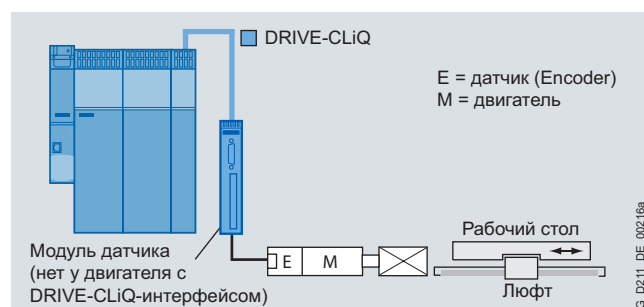 DRIVE-CLiQ
E = датчик (Encoder)
M = двигатель
Рабочий стол
Модуль датчика
(нет у двигателя с
DRIVE-CLiQ-интерфейсом)
E
M
Люфт
G_D211_DE_00216a